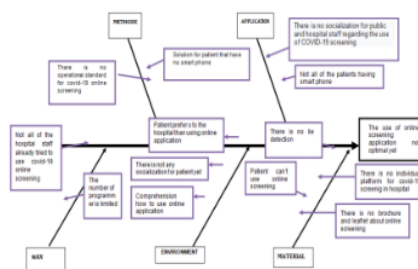 METHODE
APPLICATION
There is no socialization for public
and hospital staff regarding the use
of COVID-19 screening
Solution for patient that have
no smart phone
There is no
operational standard
for covid-19 online
screening
Not all of the patients having
smart phone
Not all of the
hospital staff
already tried to
use covid-19
online
screening
Patient prefers to the
hospital than using online
application
There is no lie
detection
The use of online
screening
application not
optimal yet
There is not any
socialization for patient yet
Patient can't
use online
screening
There is no individual
platform for covid-19
screening in hospital
The
number of
programm
er is limited
Comprehension
how to use online
application
There is no brochure
and leaflet about online
screening
MAN
ENVIRONMENT
MATERIAL